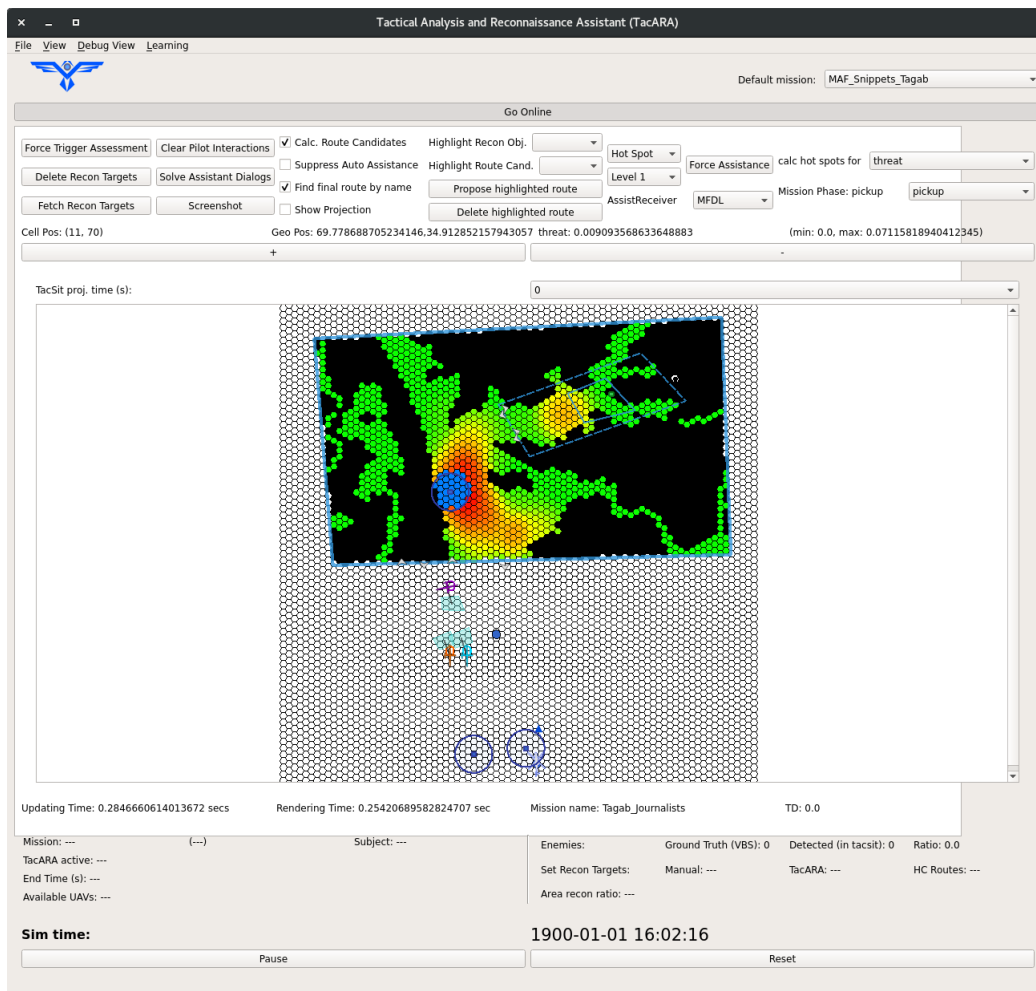 Tactical Analysis and Reconnaissance Assistant (TacARA)
File View Debug View Learning
Default mission: MAF_Snippets_Tagab
Go Online
Force Trigger Assessment Clear Pilot Interactions Calc. Route Candidates Highlight Recon Obj. Hot Spot Force Assistance calc hot spots for threat
Delete Recon Targets Solve Assistant Dialogs Suppress Auto Assistance Highlight Route Cand. Level 1
Find final route by name Propose highlighted route AssistReceiver MFDL Mission Phase: pickup pickup
Fetch Recon Targets Screenshot Show Projection Delete highlighted route
Cell Pos: (11, 70) Geo Pos: 69.778688705234146,34.912852157943057 threat: 0.009093568633648883 (min: 0.0, max: 0.07115818940412345)
+ -
TacSit proj. time (s): 0
Updating Time: 0.2846660614013672 secs Rendering Time: 0.25420689582824707 sec Mission name: Tagab_Journalists TD: 0.0
Mission: --- (---) Subject: --- Enemies: Ground Truth (VBS): 0 Detected (in tacsit): 0 Ratio: 0.0
TacARA active: ---
End Time (s): --- Set Recon Targets: Manual: --- TacARA: --- HC Routes: ---
Available UAVs: --- Area recon ratio: ---
Sim time: 1900-01-01 16:02:16
Pause Reset